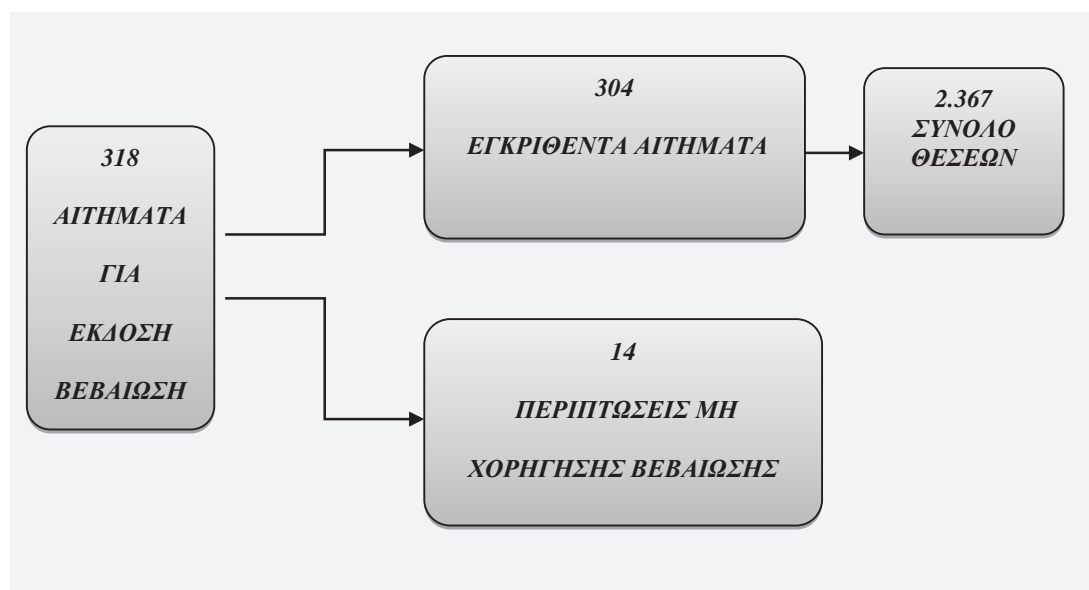 318
ΑΙΤΗΜΑΤΑ
ΓΙΑ
ΕΚΔΟΣΗ
ΒΕΒΑΙΩΣΗ
304
ΕΓΚΡΙΘΕΝΤΑ ΑΙΤΗΜΑΤΑ
2.367
ΣΥΝΟΛΟ
ΘΕΣΕΩΝ
14
ΠΕΡΙΠΤΩΣΕΙΣ ΜΗ
ΧΟΡΗΓΗΣΗΣ ΒΕΒΑΙΩΣΗΣ